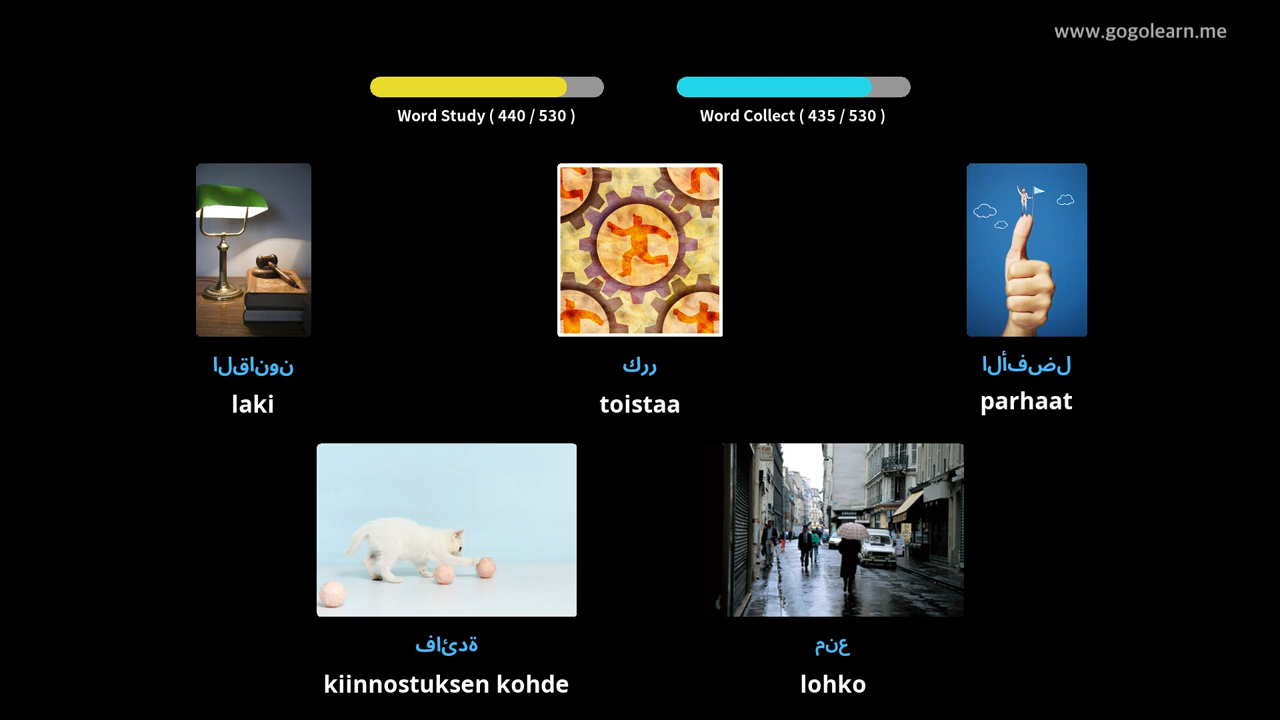 www.gogolearn.me
Word Study ( 440 / 530 )
Word Collect ( 435 / 530 )
القانون
laki
كرر
toistaa
الأفضل
parhaat
فائدة
kiinnostuksen kohde
منع
lohko